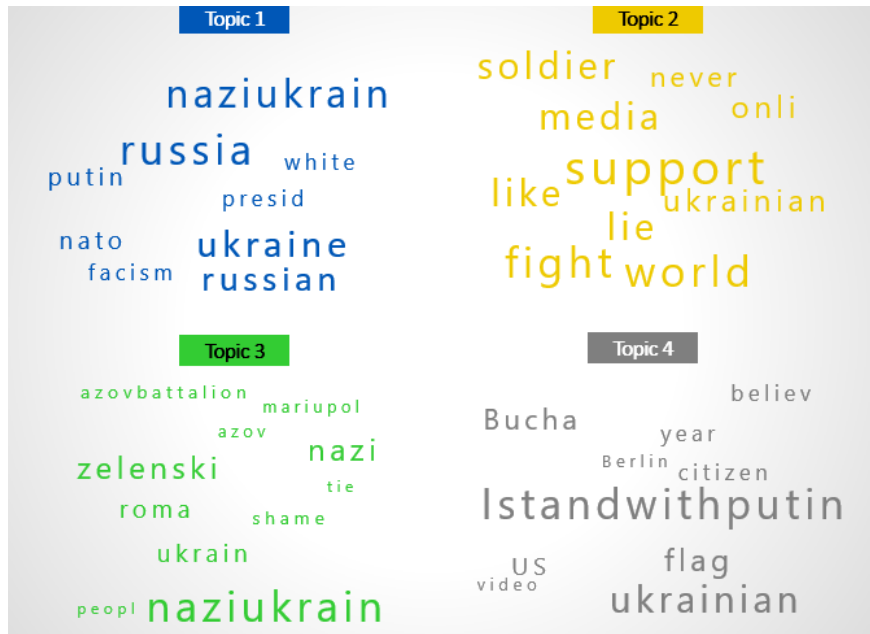 Topic 1
naziukrain
russia
white
putin
presid
nato
ukraine
facism
russian
Topic 2
soldier
never
onli
media
support
like
ukrainian
lie
fight
world
Topic 3
azovbattalion
mariupol
azov
nazi
zelenski
tie
roma
shame
ukrain
peopl
naziukrain
Topic 4
believ
Bucha
year
Berlin
citizen
Istandwithputin
flag
US
video
ukrainian